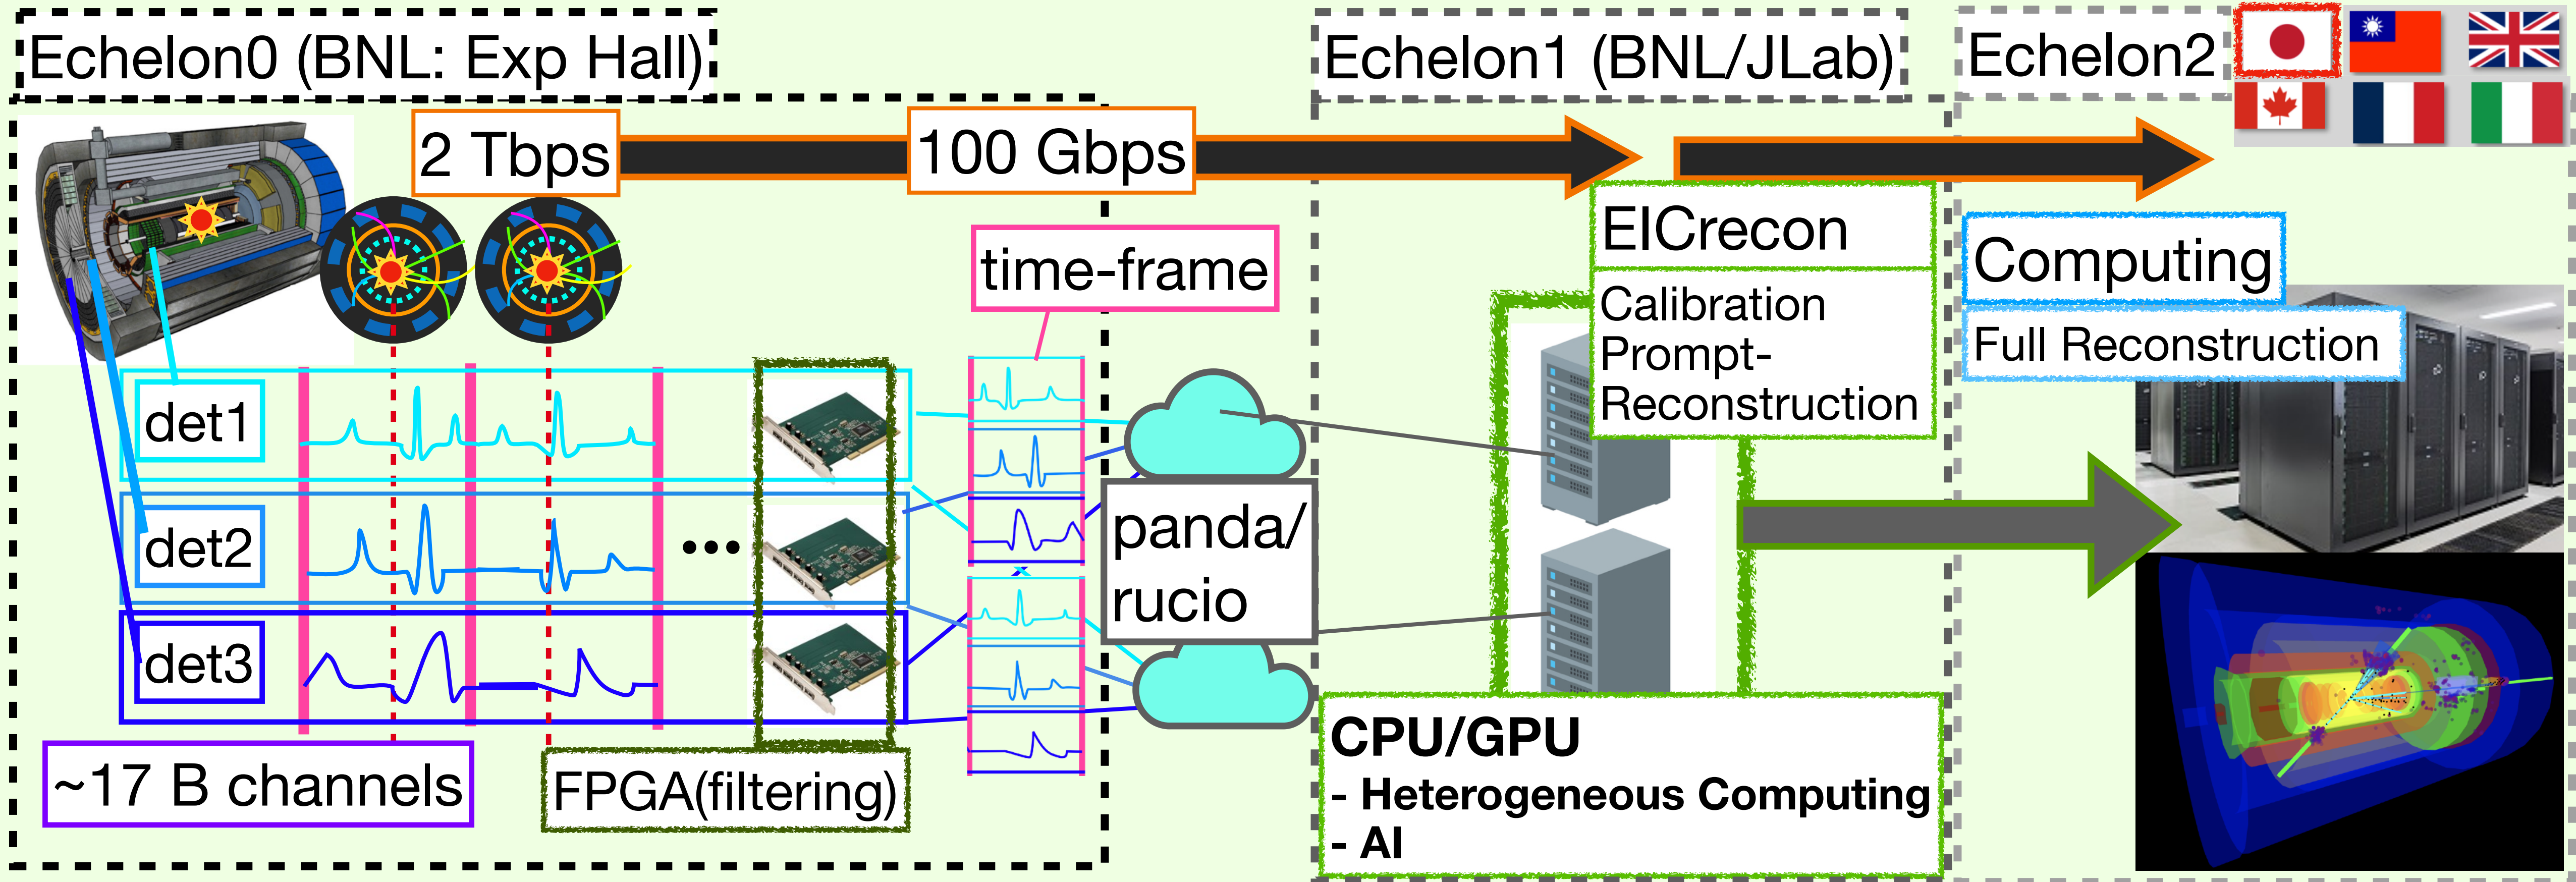 Echelon0 (BNL: Exp Hall)
Echelon1 (BNL/JLab)
Echelon2
2 Tbps
100 Gbps
time-frame
EICrecon
Calibration
Prompt-
Reconstruction
Computing
Full Reconstruction
det1
det2
det3
...
panda/
rucio
~17 B channels
FPGA(filtering)
CPU/GPU
- Heterogeneous Computing
- AI